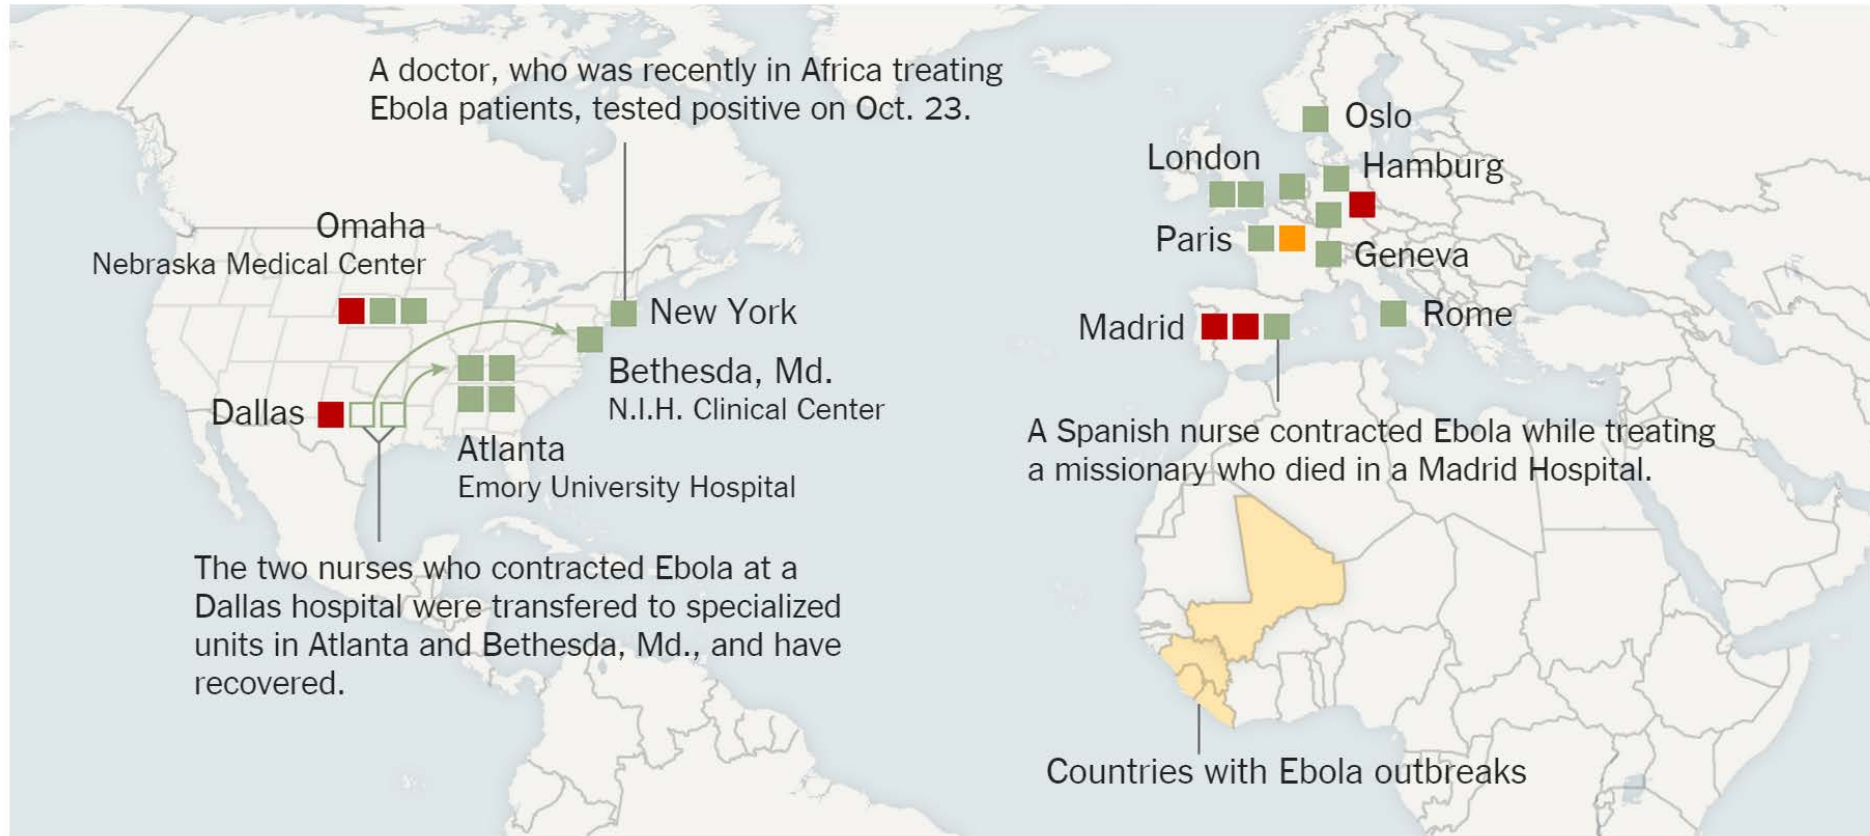 A doctor, who was recently in Africa treating
Ebola patients, tested positive on Oct. 23.
Omaha
Nebraska Medical Center
New York
Bethesda, Md.
N.I.H. Clinical Center
Dallas
Atlanta
Emory University Hospital
The two nurses who contracted Ebola at a
Dallas hospital were transfered to specialized
units in Atlanta and Bethesda, Md., and have
recovered.
Oslo
London
Hamburg
Paris
Geneva
Madrid
Rome
A Spanish nurse contracted Ebola while treating
a missionary who died in a Madrid Hospital.
Countries with Ebola outbreaks